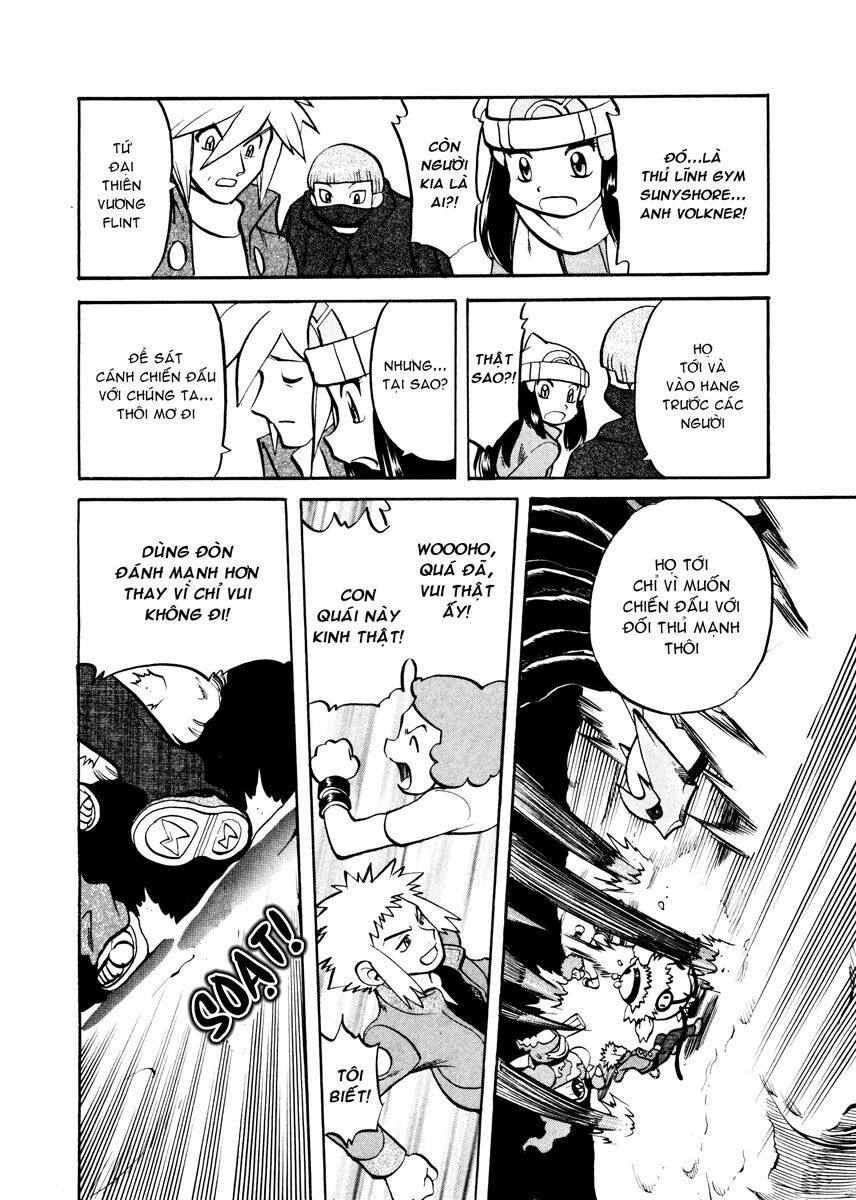 ĐÓ...LÀ
THỦ LĨNH GYM
SUNYSHORE...
ANH VOLKNER!
CÒN
NGƯỜI
KIA LÀ
AI?!
TỨ
ĐẠI
THIÊN
VƯƠNG
FLINT
HỌ
TỚI VÀ
VÀO HANG
TRƯỚC CÁC
NGƯỜI
THẬT
SAO?!
NHƯNG...
TẠI SAO?
ĐỂ SÁT
CÁNH CHIẾN ĐẤU
VỚI CHÚNG TA...
THÔI MƠ ĐI
HỌ TỚI
CHỈ VÌ MUỐN
CHIẾN ĐẤU VỚI
ĐỐI THỦ MẠNH
THÔI
WOOOHO,
QUÁ ĐÃ,
VUI THẬT
ẤY!
CON
QUÁI NÀY
KINH THẬT!
TÔI
BIẾT!
DÙNG ĐÒN
ĐÁNH MẠNH HƠN
THAY VÌ CHỈ VUI
KHÔNG ĐI!
SOẠT!